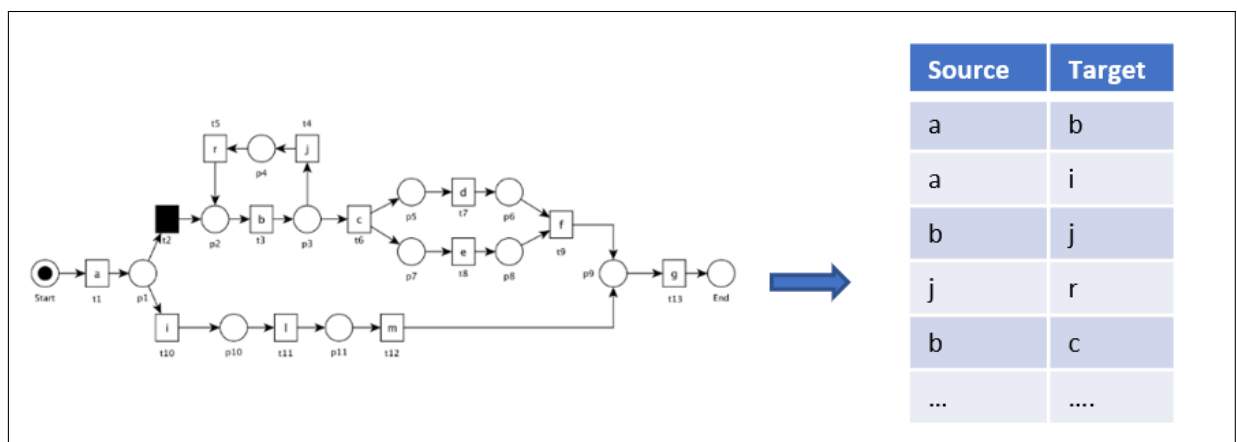 Source Target
a b
a i
b j
j r
b c
... ....
t5 t4
r j
p4
d
p5 t7 p6
b c f
t2 p2 t3 p3 t6 t9
e
p7 t8 p8
a p9 g
Start t1 p1 t13 End
i l m
t10 p10 t11 p11 t12